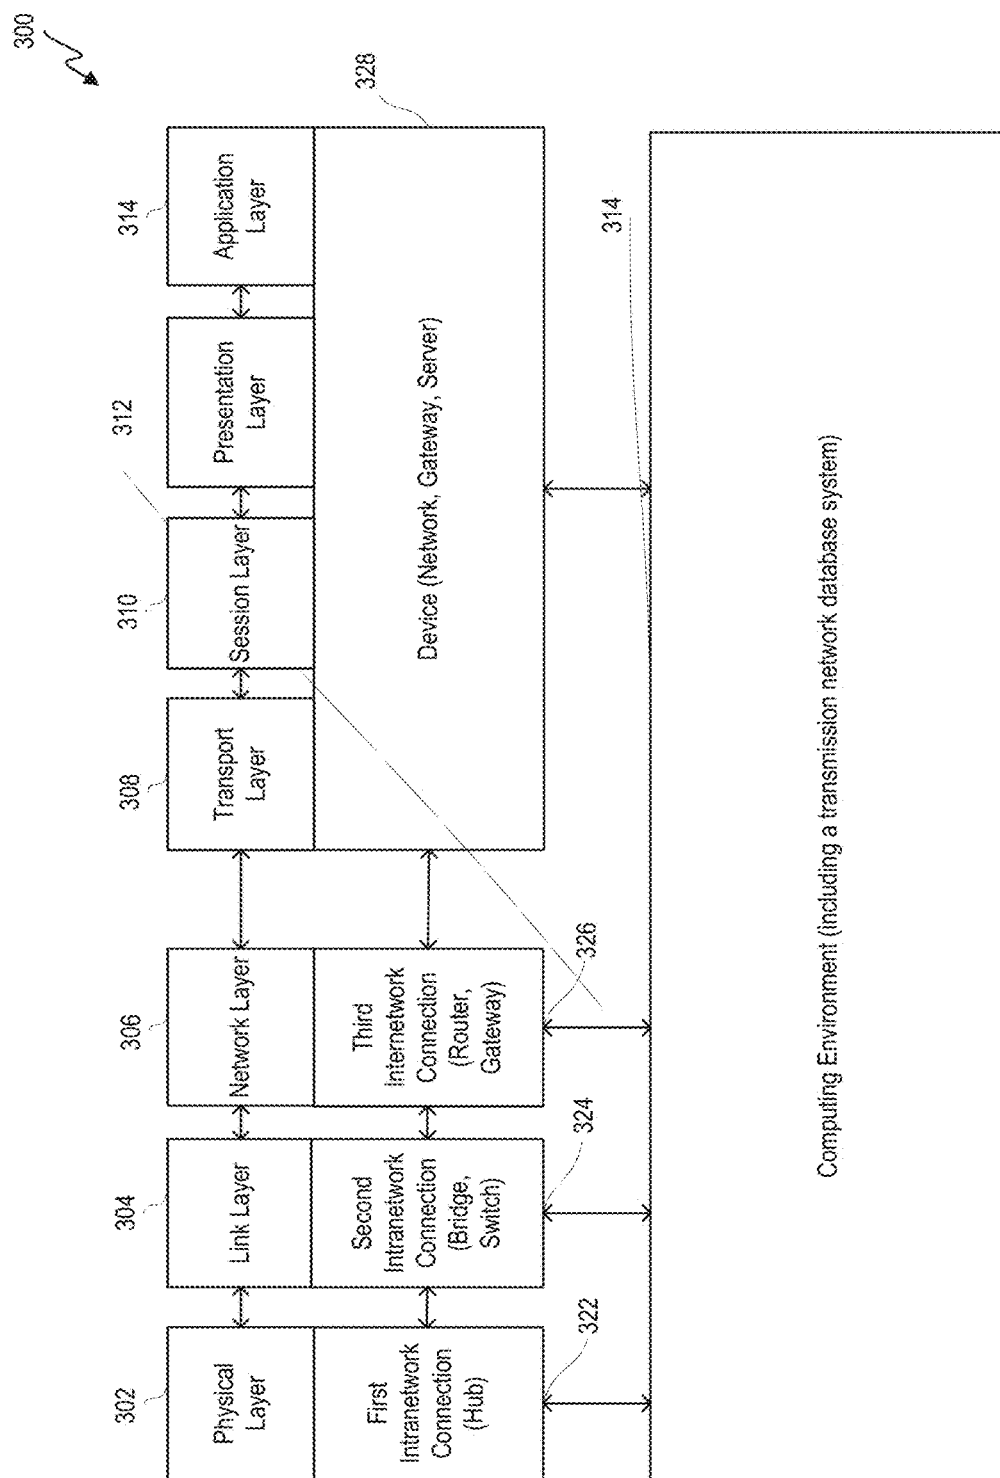 300
302
304
306
308
310
312
314
Physical
Layer
Link Layer
Network Layer
Transport
Layer
Session Layer
Presentation
Layer
Application
Layer
328
First
Intranetwork
Connection
(Hub)
Second
Intranetwork
Connection
(Bridge,
Switch)
Third
Internetwork
Connection
(Router,
Gateway)
Device (Network, Gateway, Server)
322
324
326
314
Computing Environment (including a transmission network database system)